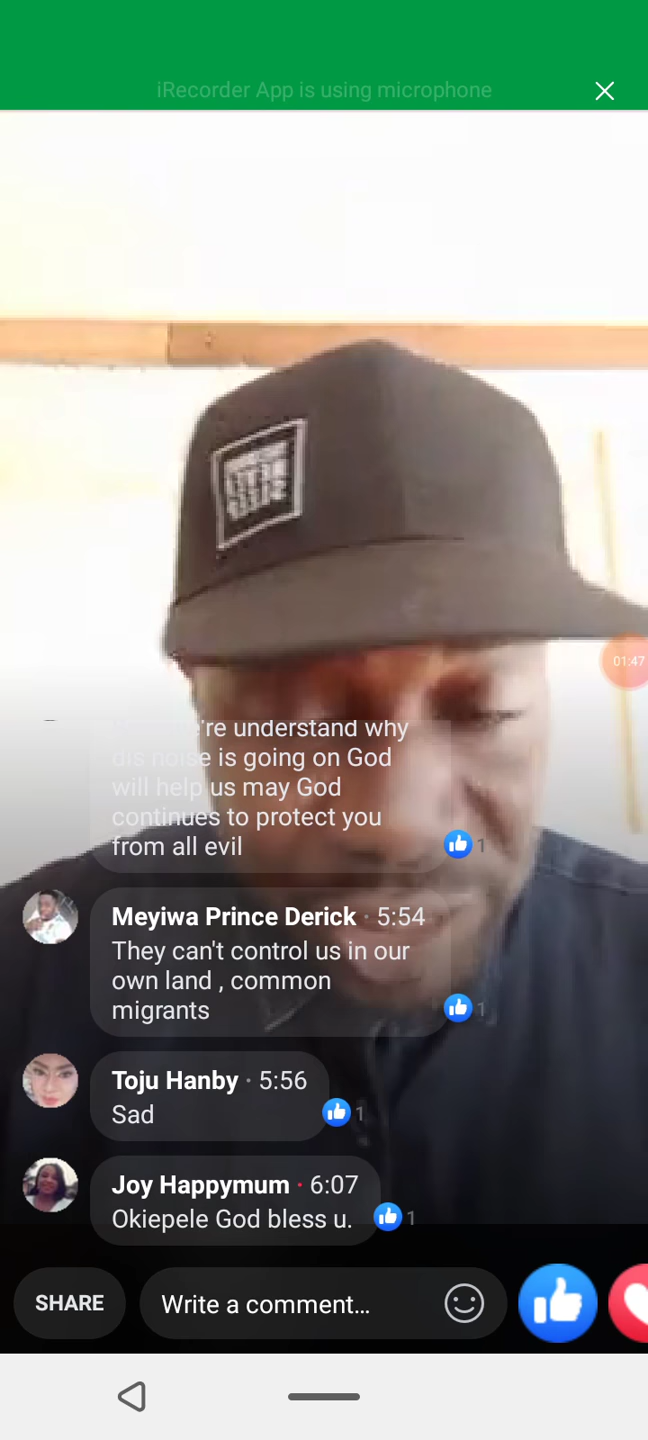 iRecorder App is using microphone
01:47
're understand why
dis noise is going on God
will help us may God
continues to protect you
from all evil
1
Meyiwa Prince Derick · 5:54
They can't control us in our
own land , common
migrants
1
Toju Hanby · 5:56
Sad
1
Joy Happymum · 6:07
Okiepele God bless u.
1
SHARE
Write a comment...